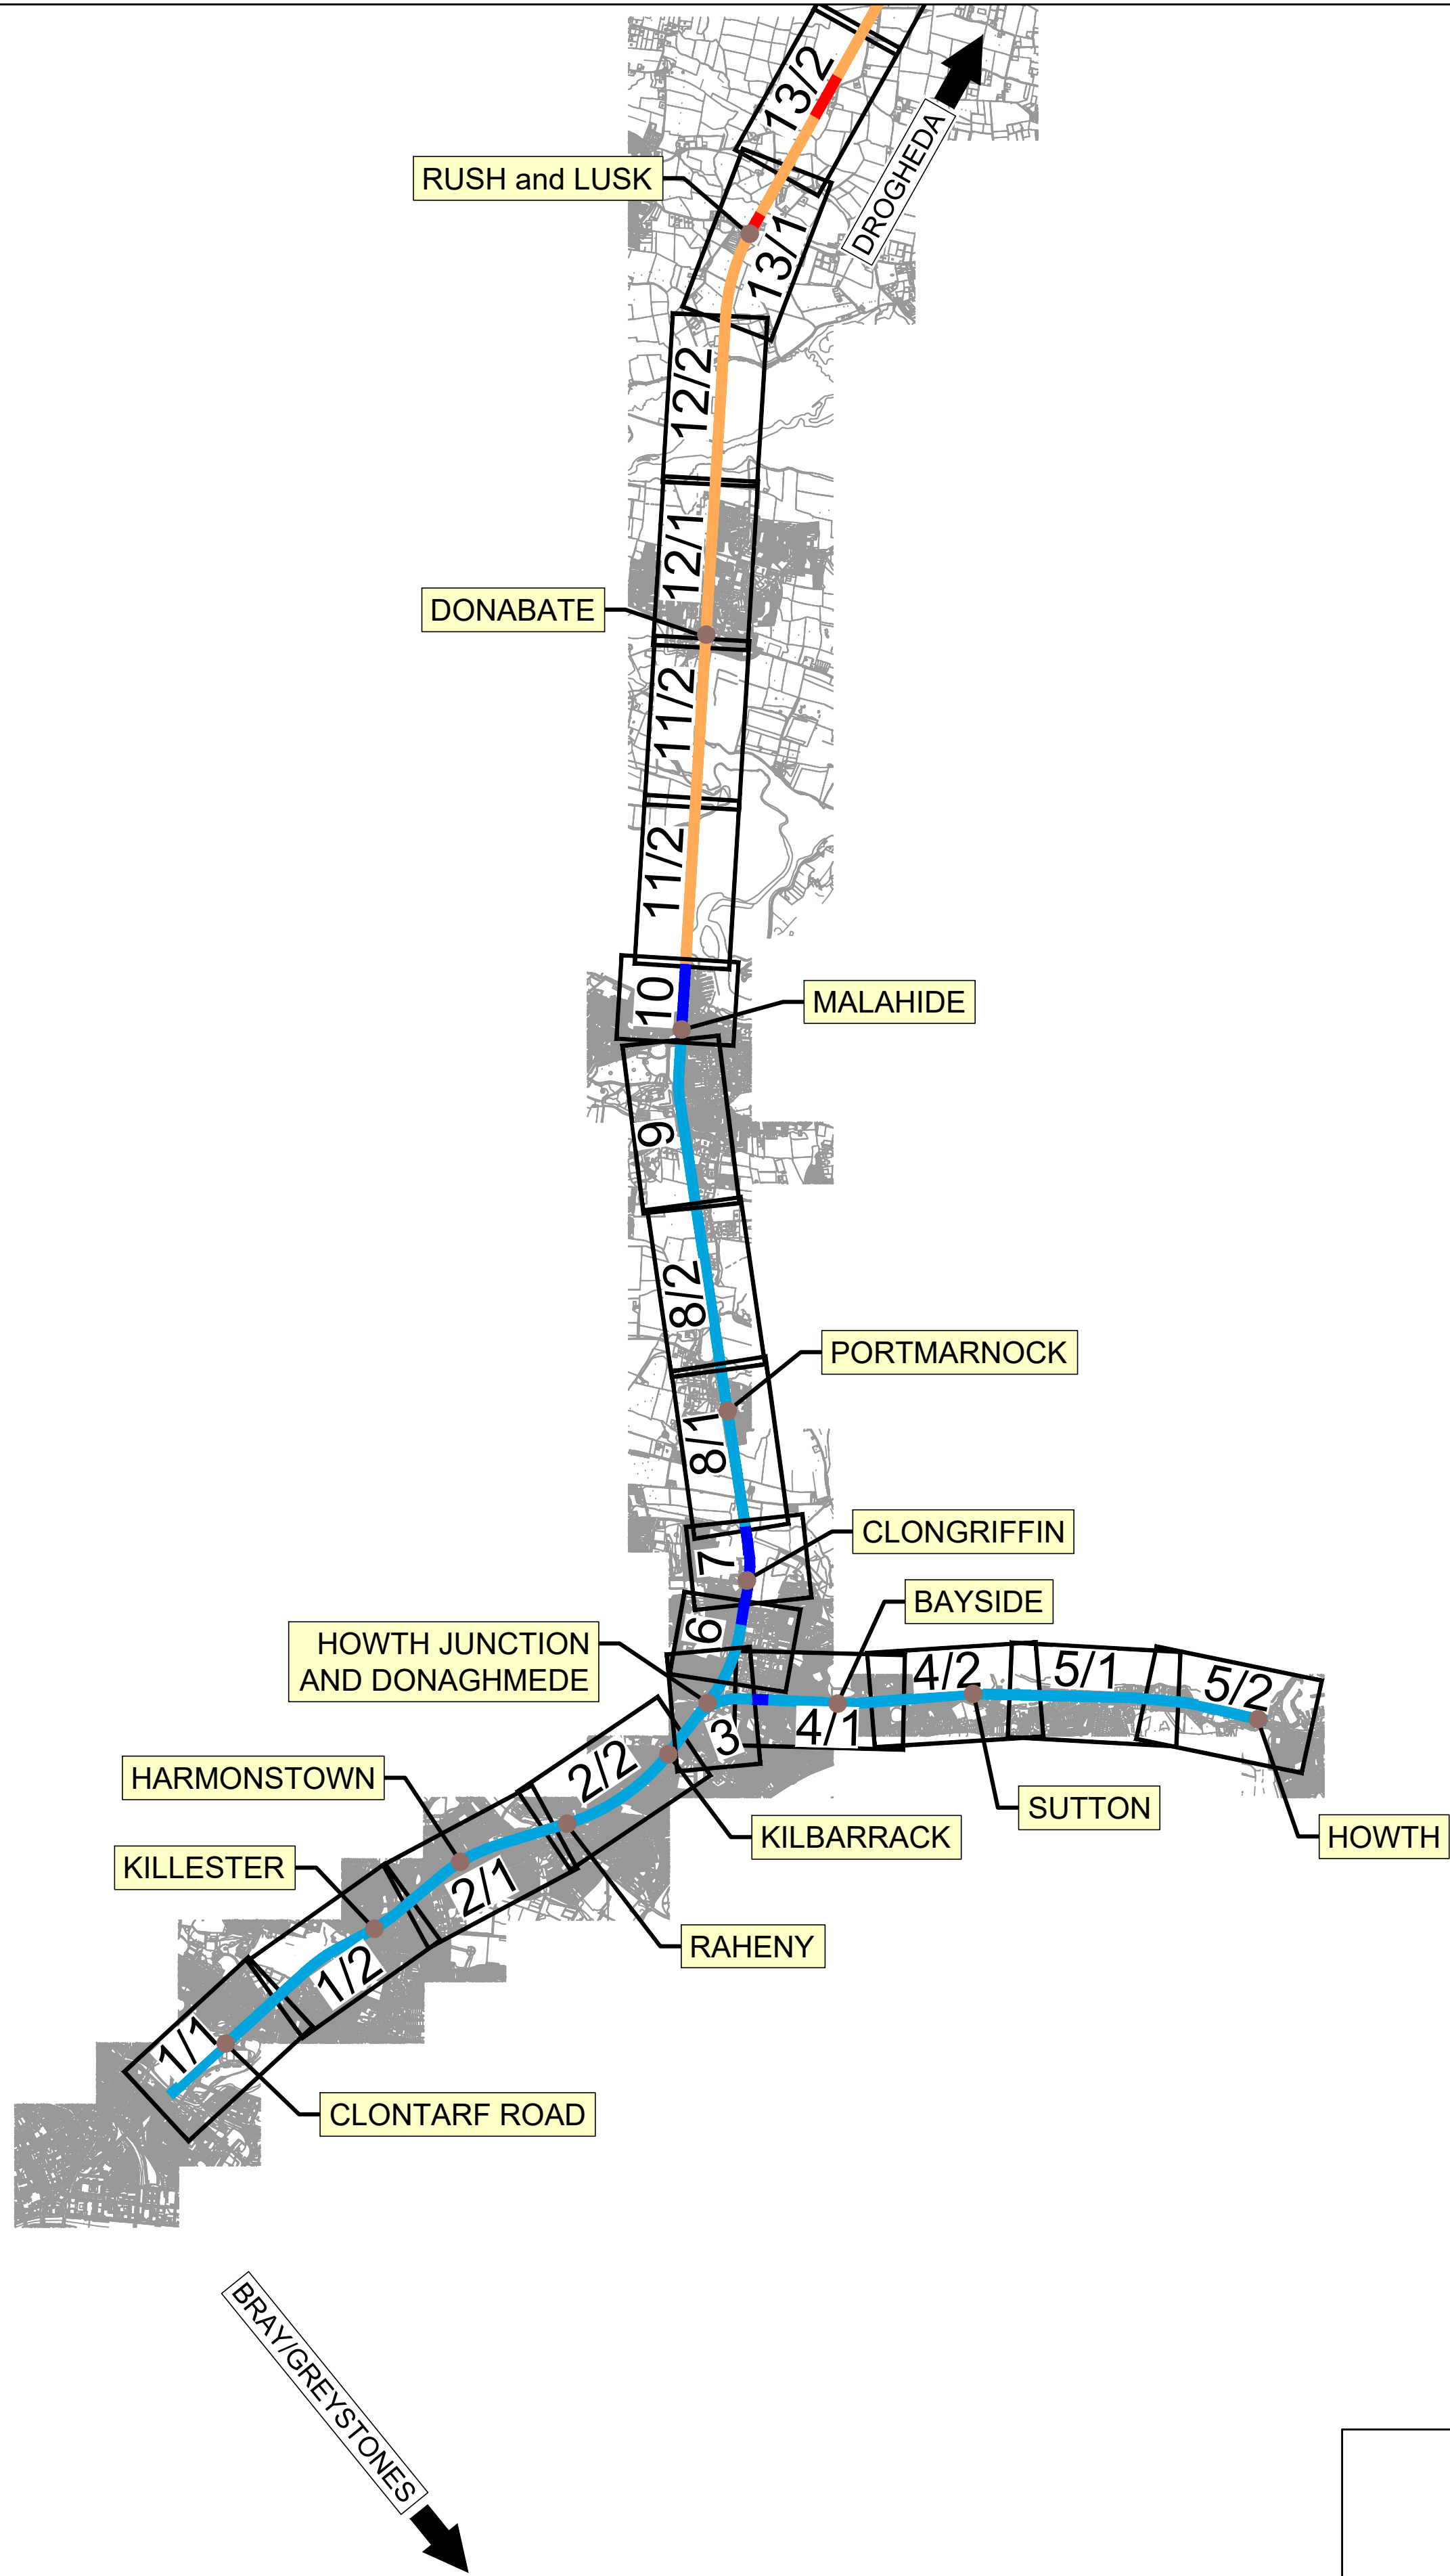 13/2
DROGHEDA
RUSH and LUSK
13/1
12/2
12/1
DONABATE
11/2
11/2
10
MALAHIDE
9
8/2
PORTMARNOCK
8/1
CLONGRIFFIN
7
BAYSIDE
6
HOWTH JUNCTION
AND DONAGHMEDE
4/2
5/1
5/2
3
4/1
2/2
HARMONSTOWN
SUTTON
KILBARRACK
HOWTH
KILLESTER
2/1
RAHENY
1/2
1/1
CLONTARF ROAD
BRAY/GREYSTONES